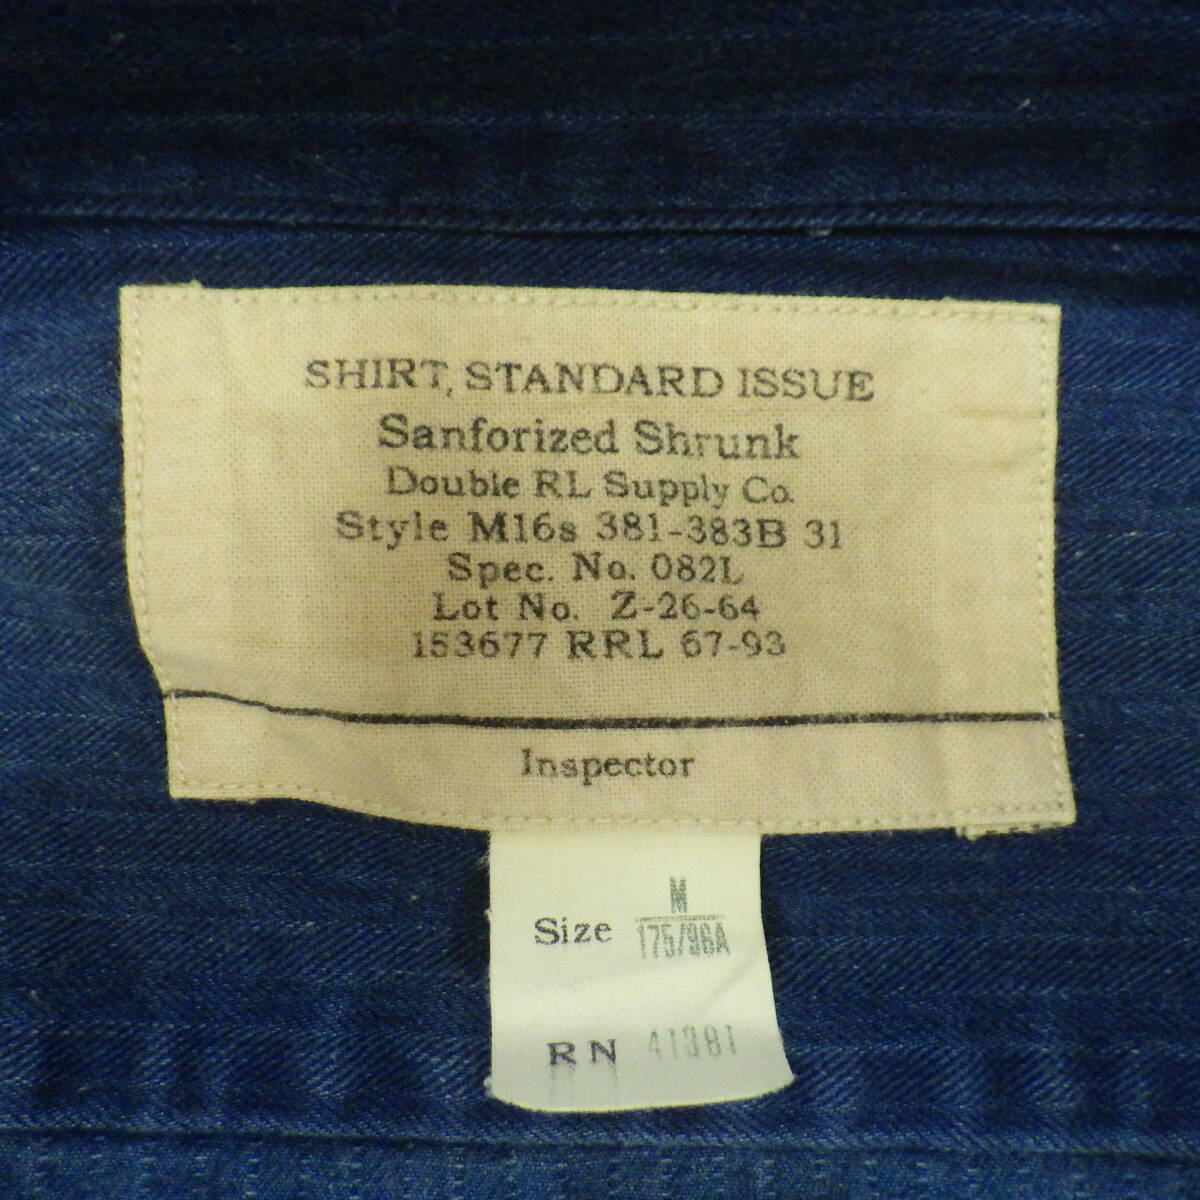 SHIRT, STANDARD ISSUE
Sanforized Shrunk
Double RL Supply Co.
Style M16s 381-383B 31
Spec. No. 082L
Lot No. Z-26-64
153677 RRL 67-93
Inspector
M
Size 175/96A
RN 41381